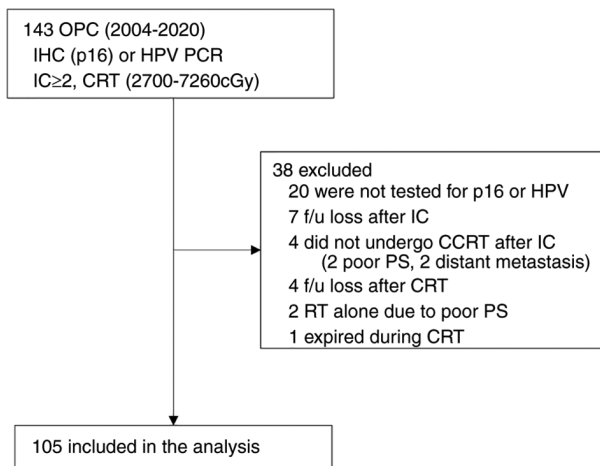 143 OPC (2004-2020)
IHC (p16) or HPV PCR
IC≥2, CRT (2700-7260cGy)
38 excluded
20 were not tested for p16 or HPV
7 f/u loss after IC
4 did not undergo CCRT after IC
(2 poor PS, 2 distant metastasis)
4 f/u loss after CRT
2 RT alone due to poor PS
1 expired during CRT
105 included in the analysis